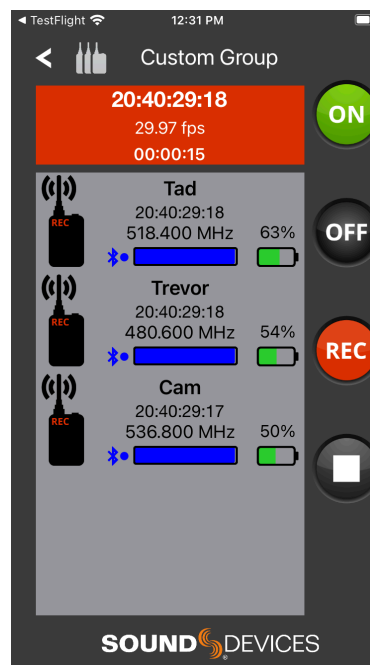 TestFlight 12:31 PM
Custom Group
20:40:29:18
29.97 fps
00:00:15
ON
Tad
REC
20:40:29:18
518.400 MHz 63%
OFF
Trevor
REC
20:40:29:18
480.600 MHz 54%
REC
Cam
REC
20:40:29:17
536.800 MHz 50%
SOUND DEVICES